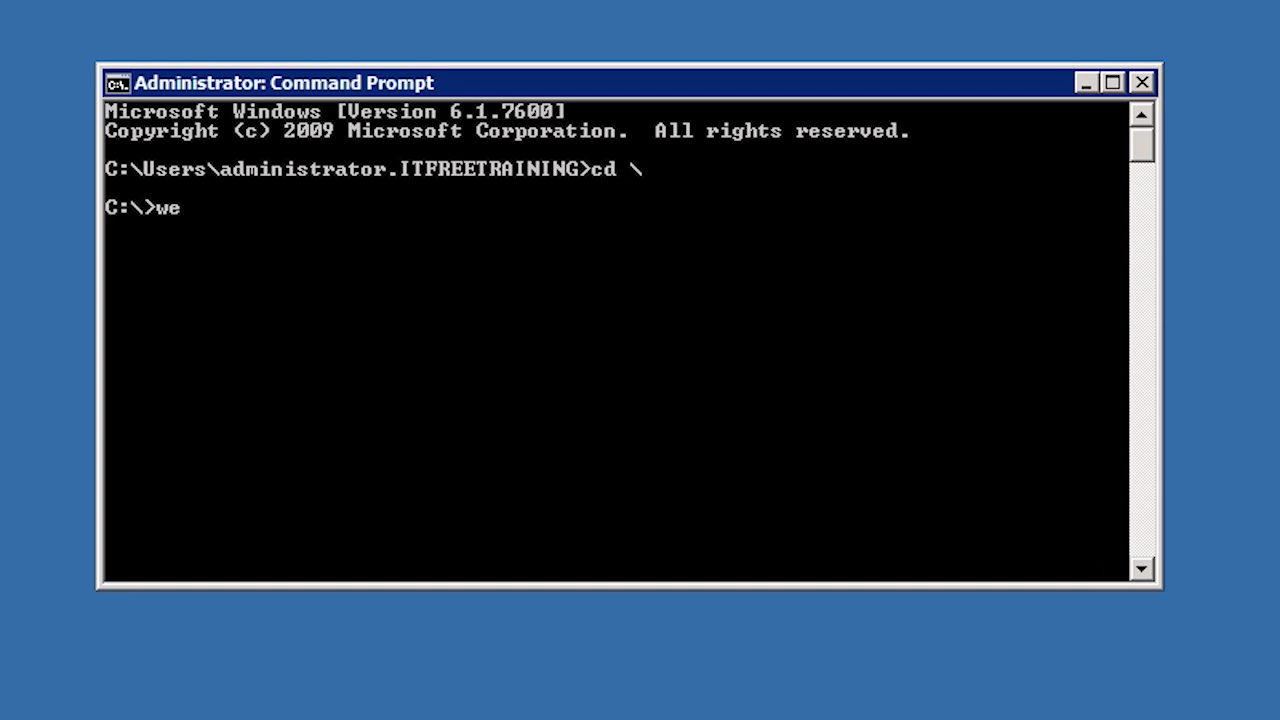 Administrator: Command Prompt
Microsoft Windows [Version 6.1.7600]
Copyright (c) 2009 Microsoft Corporation.  All rights reserved.
C:\Users\administrator.ITFREETRAINING>cd \
C:\>we